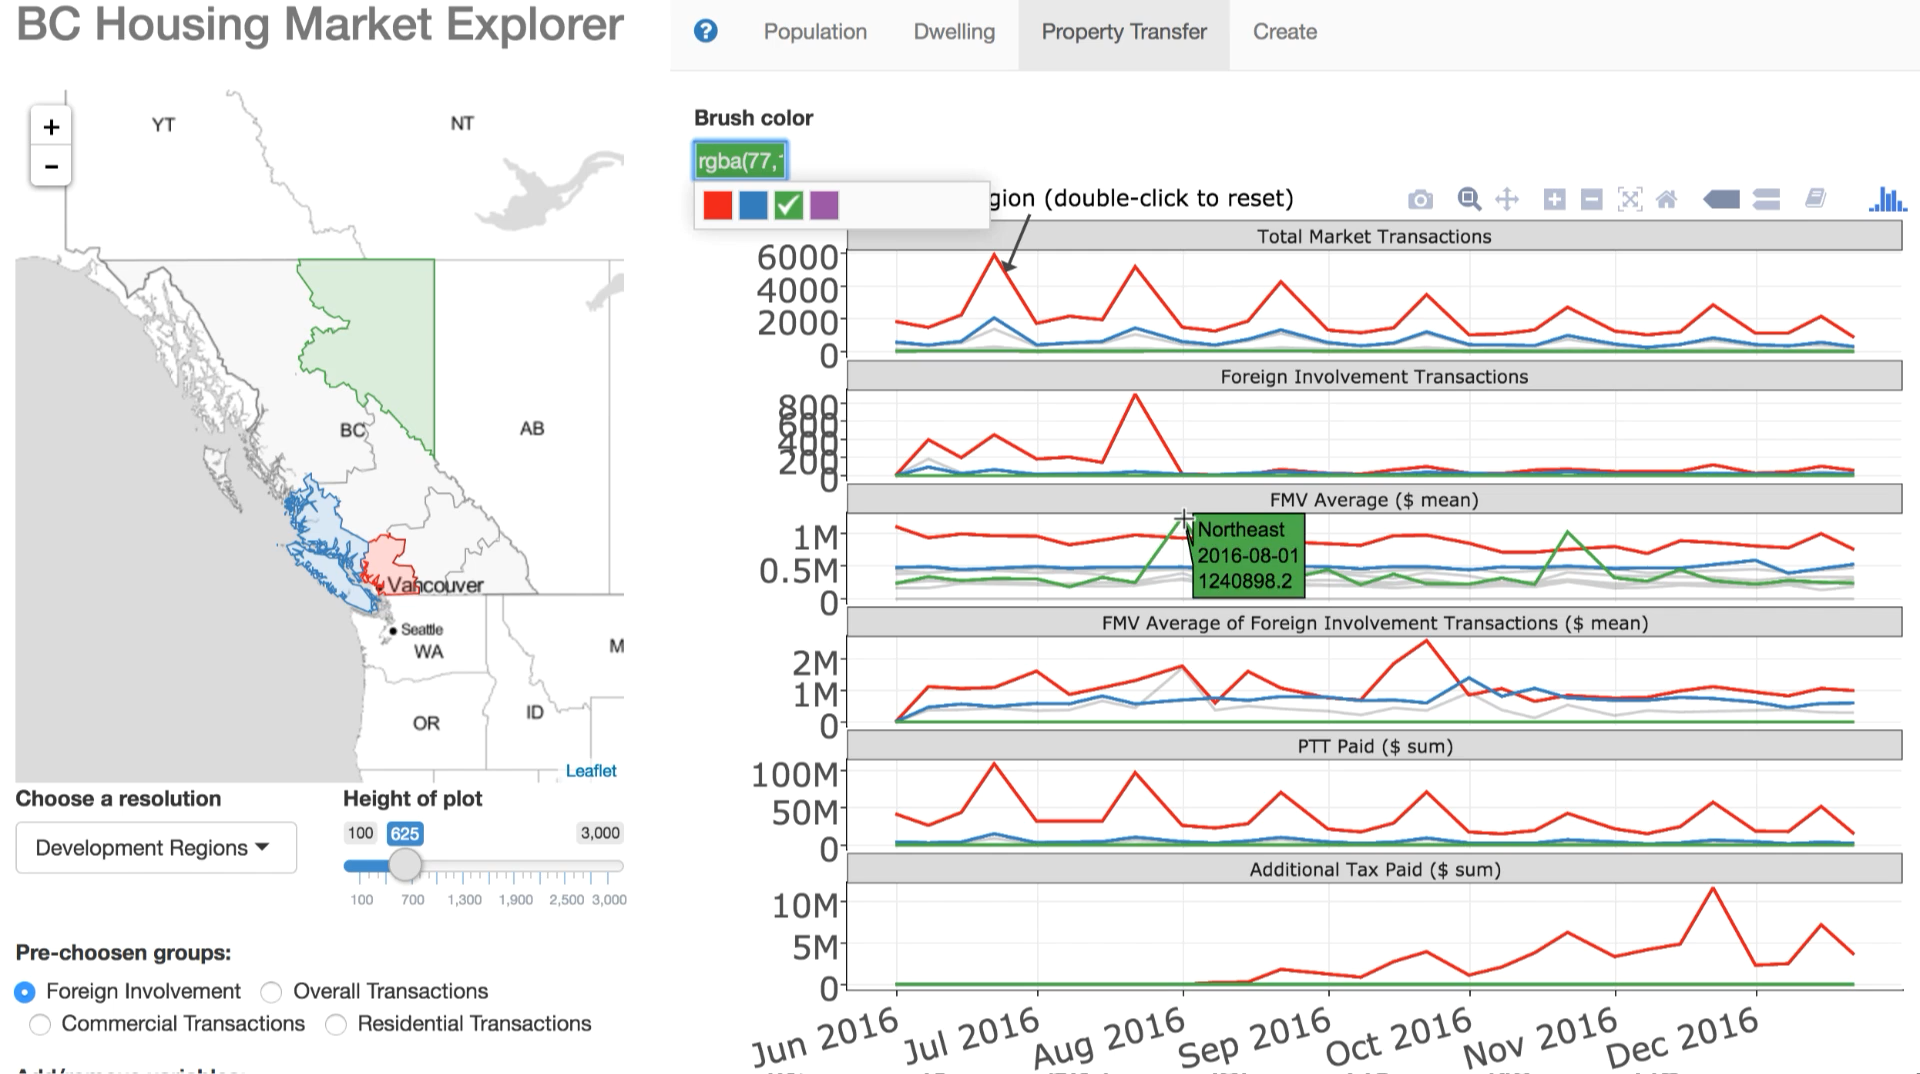 BC Housing Market Explorer
? Population Dwelling Property Transfer Create
+
−
YT
NT
BC
AB
Vancouver
Seattle
WA
M
OR
ID
Leaflet
Choose a resolution
Development Regions
Height of plot
100 625 3,000
100 700 1,300 1,900 2,500 3,000
Pre-choosen groups:
Foreign Involvement Overall Transactions
Commercial Transactions Residential Transactions
Add/remove variables:
Brush color
rgba(77,
gion (double-click to reset)
Total Market Transactions
6000
4000
2000
0
Foreign Involvement Transactions
800
400
200
0
FMV Average ($ mean)
1M
0.5M
0
Northeast
2016-08-01
1240898.2
FMV Average of Foreign Involvement Transactions ($ mean)
2M
1M
0
PTT Paid ($ sum)
100M
50M
0
Additional Tax Paid ($ sum)
10M
5M
0
Jun 2016 Jul 2016 Aug 2016 Sep 2016 Oct 2016 Nov 2016 Dec 2016